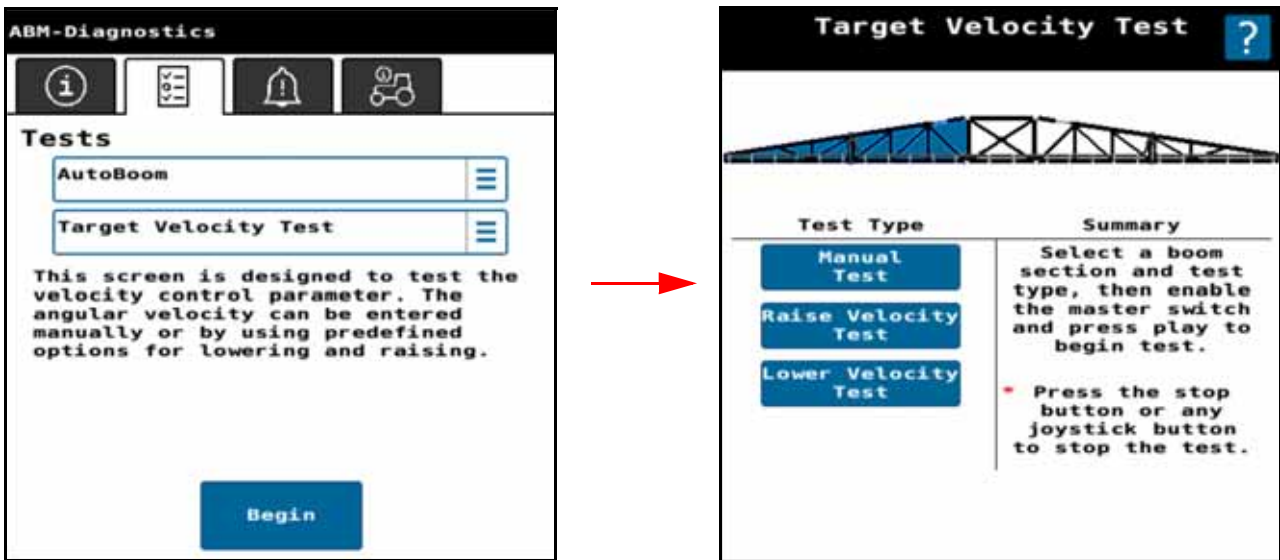 ABM-Diagnostics
Tests
AutoBoom
Target Velocity Test
This screen is designed to test the
velocity control parameter. The
angular velocity can be entered
manually or by using predefined
options for lowering and raising.
Begin
Target Velocity Test
?
Test Type
Manual
Test
Raise Velocity
Test
Lower Velocity
Test
Summary
Select a boom
section and test
type, then enable
the master switch
and press play to
begin test.
* Press the stop
button or any
joystick button
to stop the test.